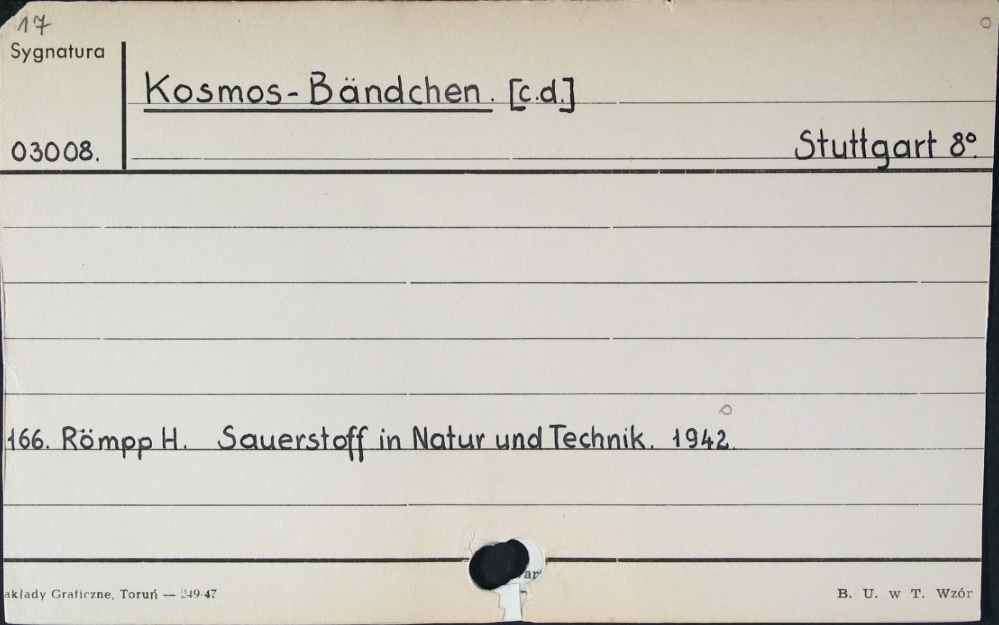 17
Sygnatura
Kosmos-Bändchen. [c.d.]
03008.
Stuttgart 8°.
166. Römpp H. Sauerstoff in Natur und Technik. 1942.
akłady Graficzne, Toruń — 249-47
B. U. w T. Wzór